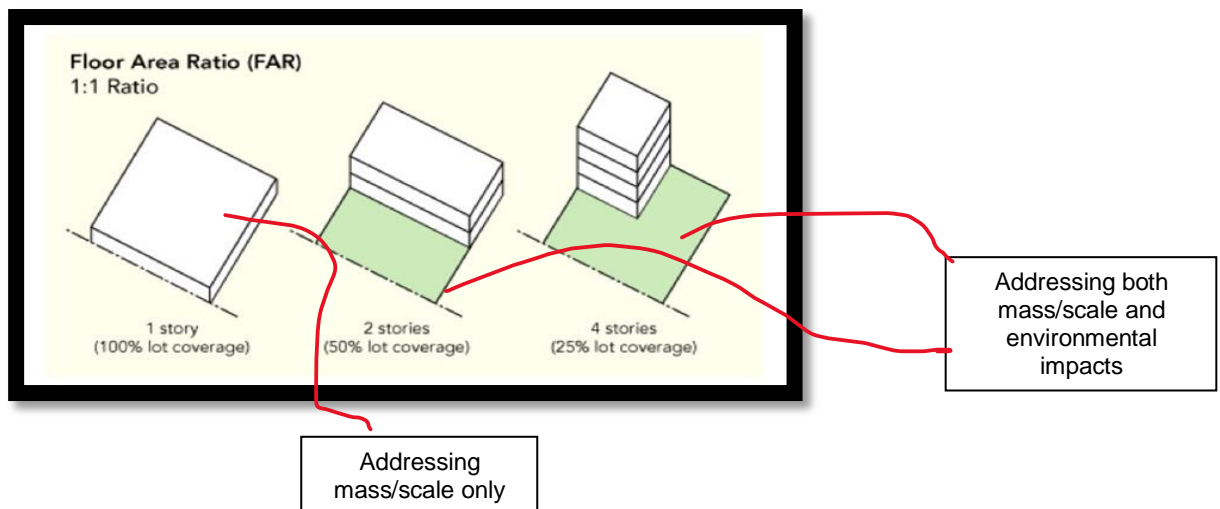 Floor Area Ratio (FAR)
1:1 Ratio
1 story
(100% lot coverage)
2 stories
(50% lot coverage)
4 stories
(25% lot coverage)
Addressing both
mass/scale and
environmental
impacts
Addressing
mass/scale only